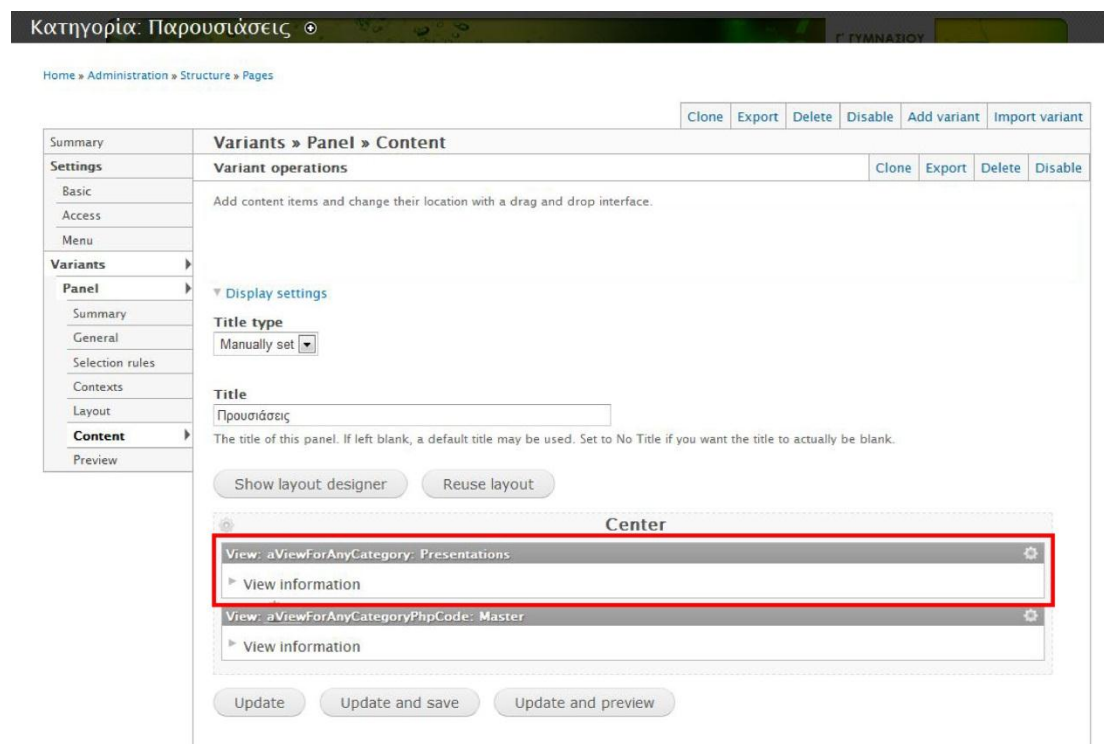 Κατηγορία: Παρουσιάσεις
Γ' ΓΥΜΝΑΣΙΟΥ
Home » Administration » Structure » Pages
Clone Export Delete Disable Add variant Import variant
Summary
Variants » Panel » Content
Settings
Variant operations
Clone Export Delete Disable
Basic
Add content items and change their location with a drag and drop interface.
Access
Menu
Variants
Panel
Display settings
Summary
Title type
General
Manually set
Selection rules
Contexts
Title
Layout
Προυσιάσεις
Content
The title of this panel. If left blank, a default title may be used. Set to No Title if you want the title to actually be blank.
Preview
Show layout designer Reuse layout
Center
View: aViewForAnyCategory: Presentations
View information
View: aViewForAnyCategoryPhpCode: Master
View information
Update Update and save Update and preview